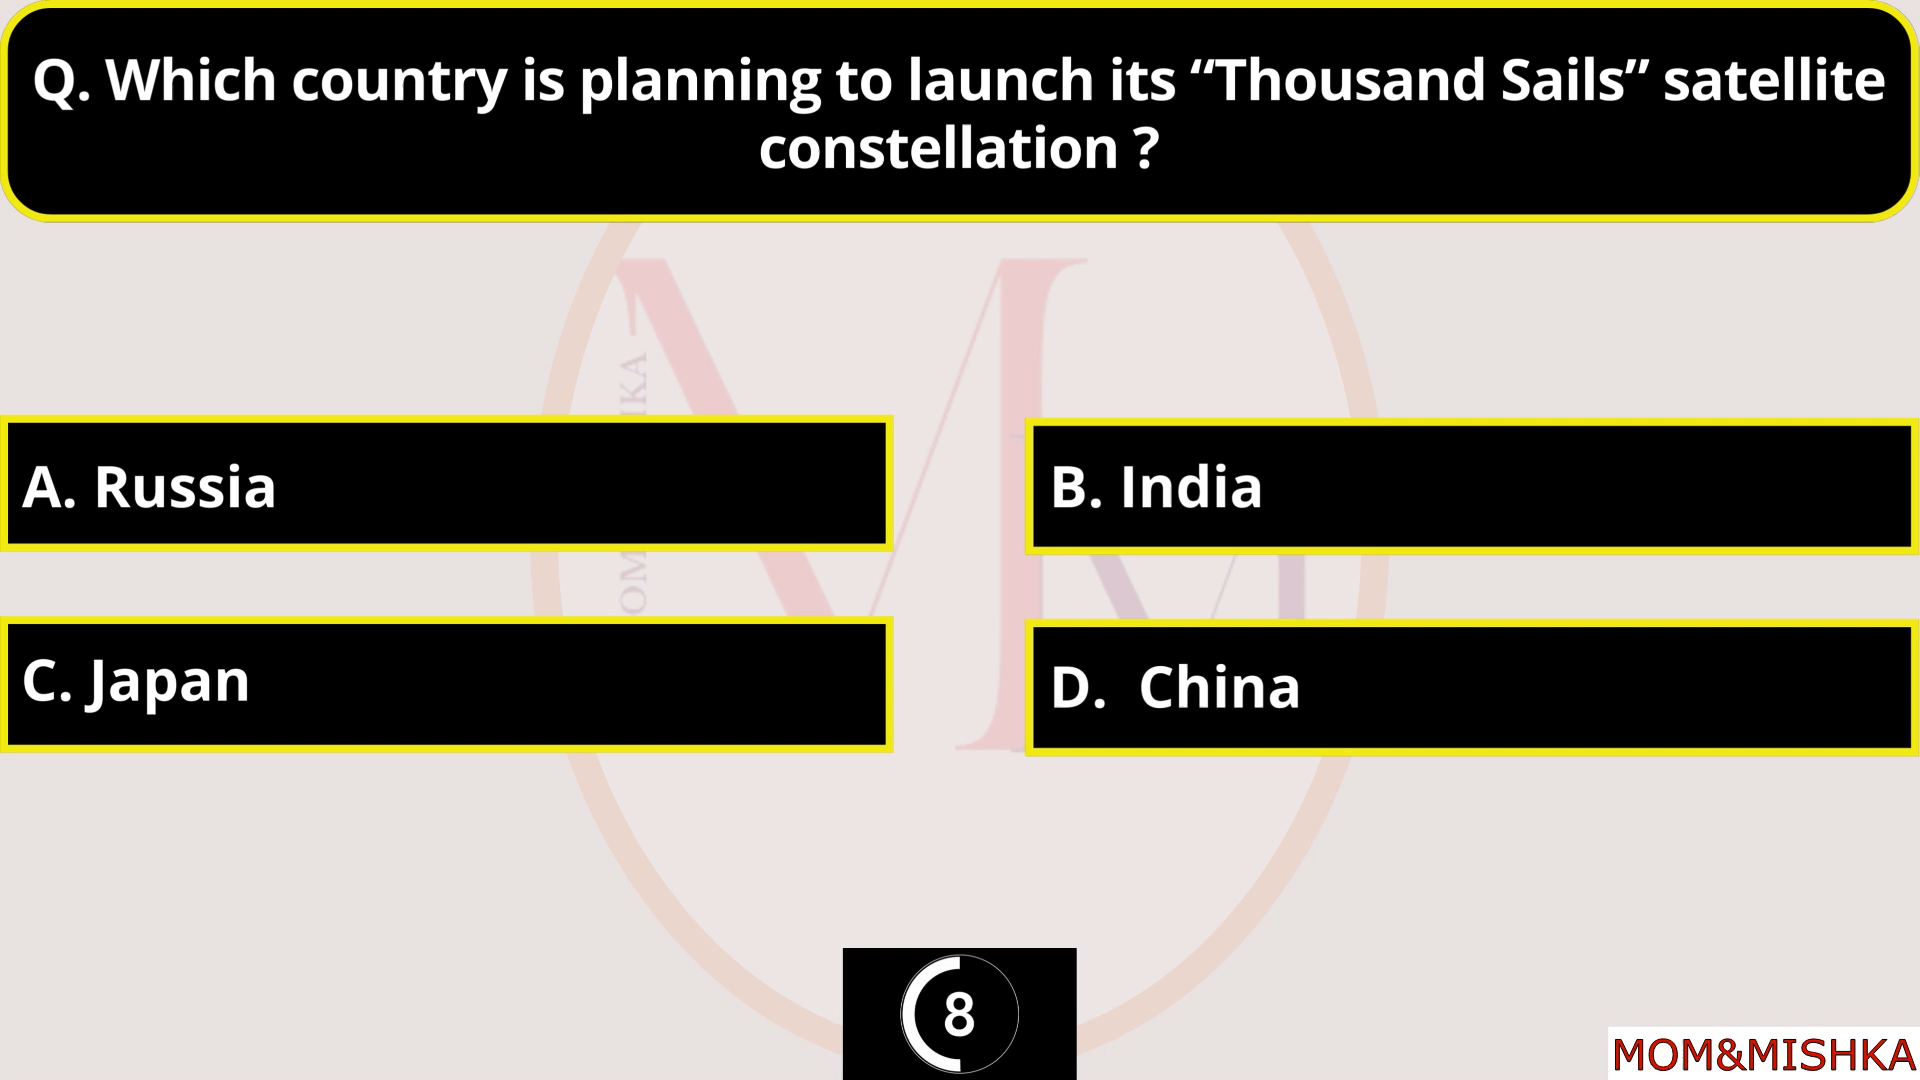 Q. Which country is planning to launch its “Thousand Sails” satellite
constellation ?
A. Russia
B. India
C. Japan
D. China
8
MOM&MISHKA